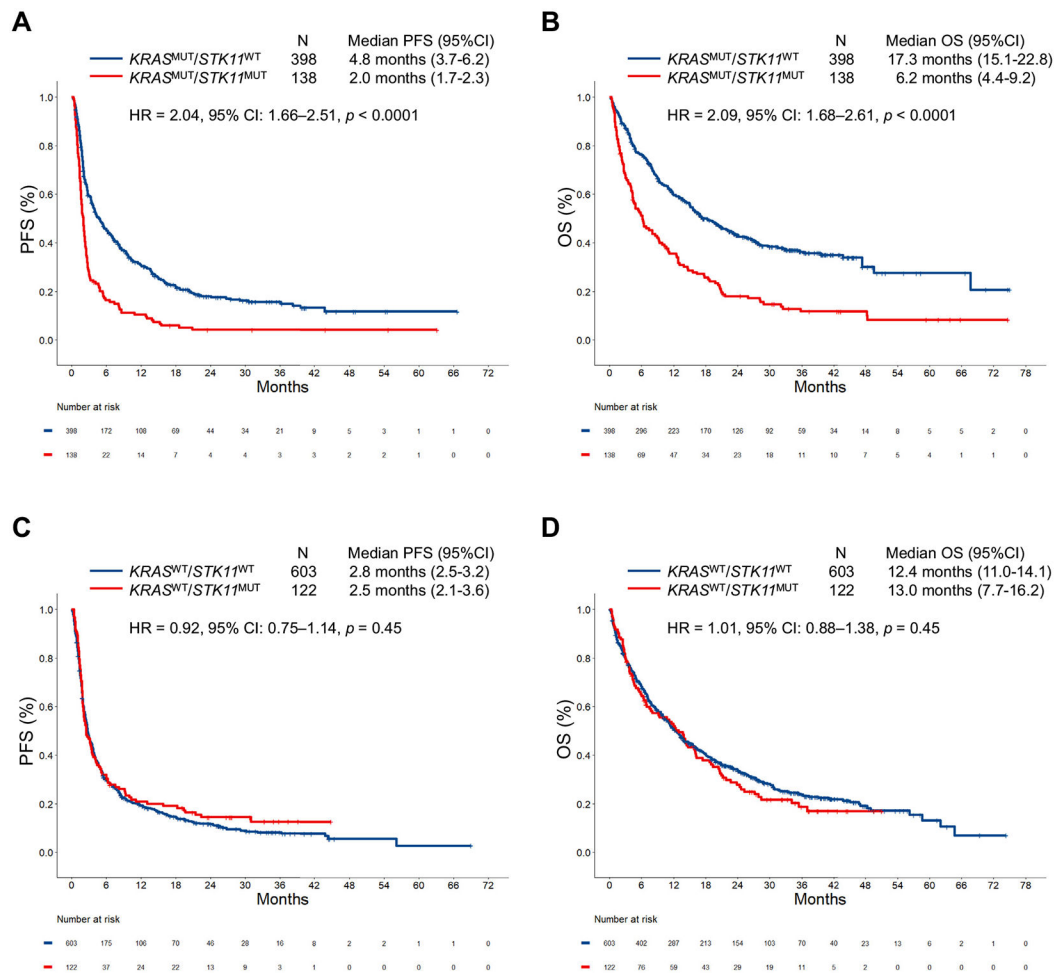 A
N Median PFS (95%CI)
KRASMUT/STK11WT 398 4.8 months (3.7-6.2)
KRASMUT/STK11MUT 138 2.0 months (1.7-2.3)
HR = 2.04, 95% CI: 1.66–2.51, p < 0.0001
PFS (%)
1.0
0.8
0.6
0.4
0.2
0.0
0 6 12 18 24 30 36 42 48 54 60 66 72
Months
Number at risk
398 172 108 69 44 34 21 9 5 3 1 1 0
138 22 14 7 4 4 3 3 2 2 1 0 0
B
N Median OS (95%CI)
KRASMUT/STK11WT 398 17.3 months (15.1-22.8)
KRASMUT/STK11MUT 138 6.2 months (4.4-9.2)
HR = 2.09, 95% CI: 1.68–2.61, p < 0.0001
OS (%)
1.0
0.8
0.6
0.4
0.2
0.0
0 6 12 18 24 30 36 42 48 54 60 66 72 78
Months
Number at risk
398 296 223 170 126 92 59 34 14 8 5 5 2 0
138 69 47 34 23 18 11 10 7 5 4 1 1 0
C
N Median PFS (95%CI)
KRASWT/STK11WT 603 2.8 months (2.5-3.2)
KRASWT/STK11MUT 122 2.5 months (2.1-3.6)
HR = 0.92, 95% CI: 0.75–1.14, p = 0.45
PFS (%)
1.0
0.8
0.6
0.4
0.2
0.0
0 6 12 18 24 30 36 42 48 54 60 66 72
Months
Number at risk
603 175 106 70 46 28 16 8 2 2 1 1 0
122 37 24 22 13 9 3 1 0 0 0 0 0
D
N Median OS (95%CI)
KRASWT/STK11WT 603 12.4 months (11.0-14.1)
KRASWT/STK11MUT 122 13.0 months (7.7-16.2)
HR = 1.01, 95% CI: 0.88–1.38, p = 0.45
OS (%)
1.0
0.8
0.6
0.4
0.2
0.0
0 6 12 18 24 30 36 42 48 54 60 66 72 78
Months
Number at risk
603 402 287 213 154 103 70 40 23 13 6 2 1 0
122 76 59 43 29 19 11 5 2 0 0 0 0 0